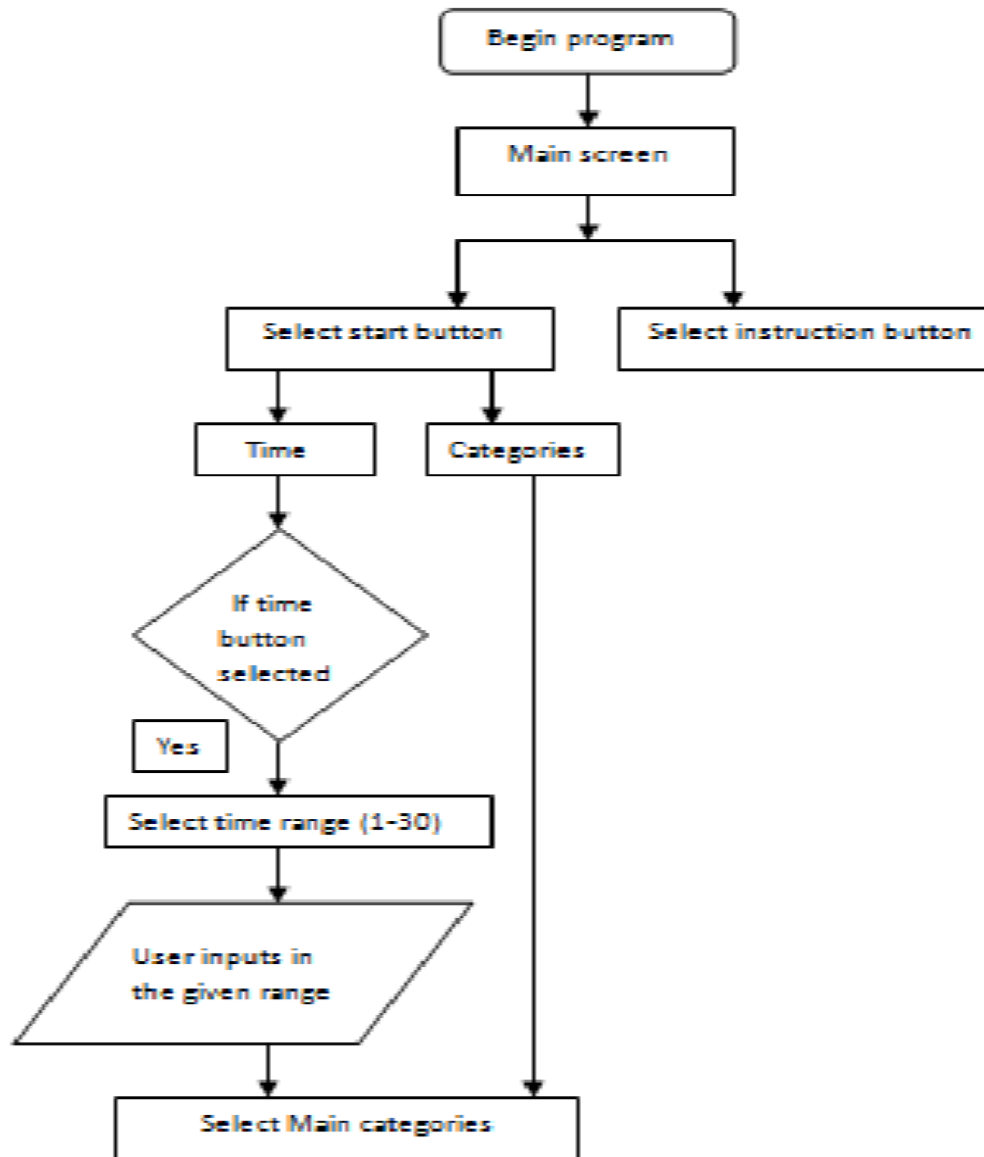 Begin program
Main screen
Select start button
Select instruction button
Time
Categories
If time
button
selected
Yes
Select time range (1-30)
User inputs in
the given range
Select Main categories